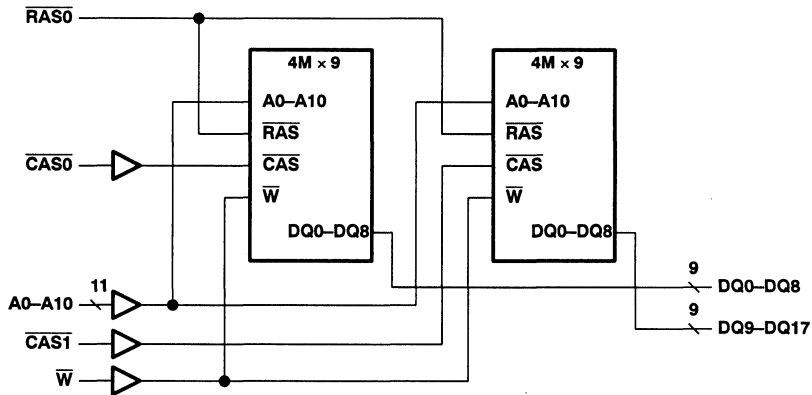 RAS0
4M × 9
4M × 9
A0–A10
A0–A10
RAS
RAS
CAS0
CAS
CAS
W
W
DQ0–DQ8
DQ0–DQ8
11
A0–A10
9
DQ0–DQ8
9
DQ9–DQ17
CAS1
W